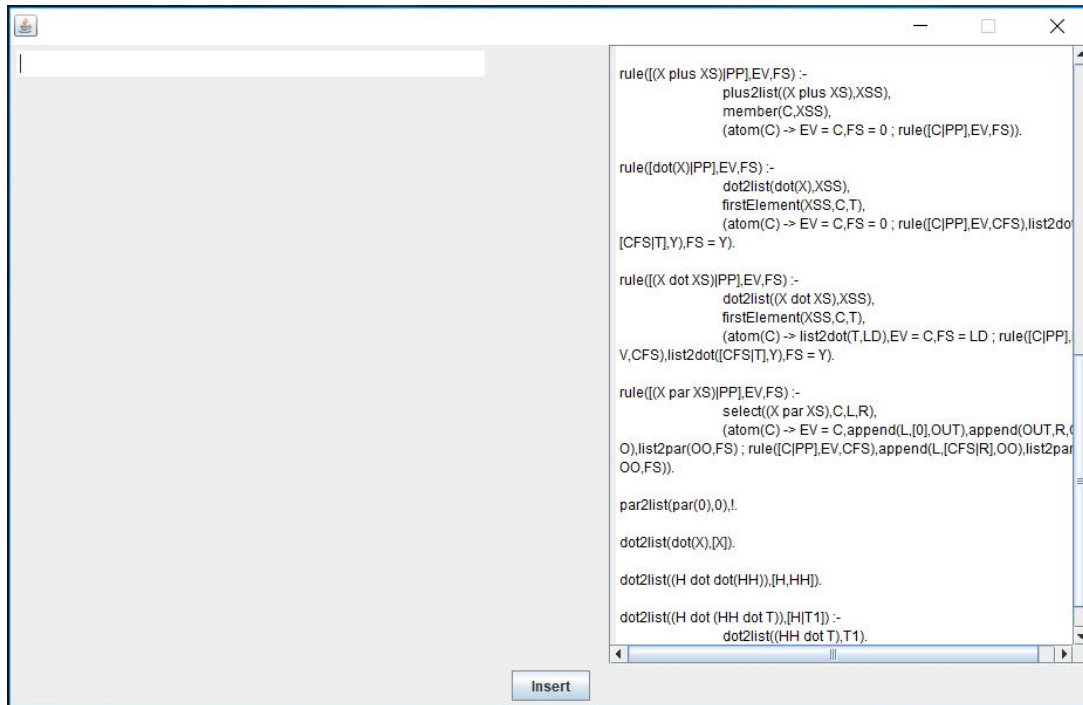 rule([(X plus XS)|PP],EV,FS) :-
plus2list((X plus XS),XSS),
member(C,XSS),
(atom(C) -> EV = C,FS = 0 ; rule([C|PP],EV,FS)).
rule([dot(X)|PP],EV,FS) :-
dot2list(dot(X),XSS),
firstElement(XSS,C,T),
(atom(C) -> EV = C,FS = 0 ; rule([C|PP],EV,CFS),list2dot
[CFS|T],Y),FS = Y).
rule([(X dot XS)|PP],EV,FS) :-
dot2list((X dot XS),XSS),
firstElement(XSS,C,T),
(atom(C) -> list2dot(T,LD),EV = C,FS = LD ; rule([C|PP],
V,CFS),list2dot([CFS|T],Y),FS = Y).
rule([(X par XS)|PP],EV,FS) :-
select((X par XS),C,L,R),
(atom(C) -> EV = C,append(L,[0],OUT),append(OUT,R,
O),list2par(OO,FS) ; rule([C|PP],EV,CFS),append(L,[CFS|R],OO),list2par
OO,FS)).
par2list(par(0),0),!.
dot2list(dot(X),[X]).
dot2list((H dot dot(HH)),[H,HH]).
dot2list((H dot (HH dot T)),[H|T1]) :-
dot2list((HH dot T),T1).
Insert